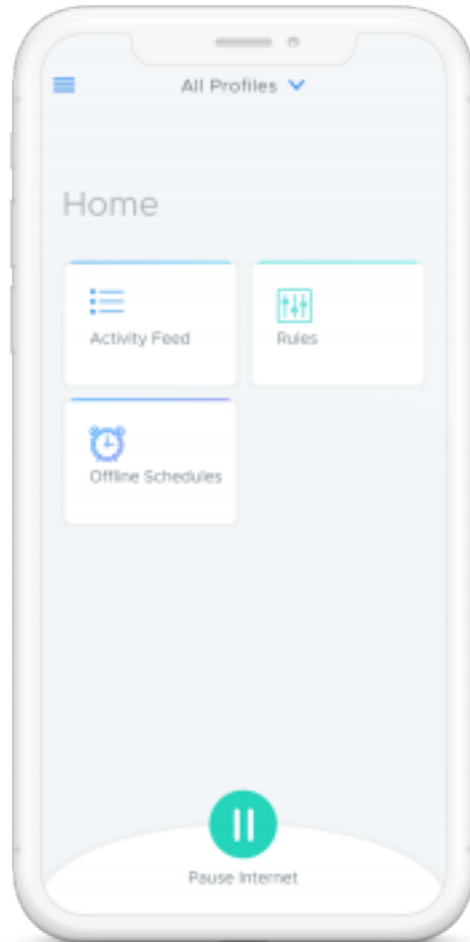 All Profiles
Home
Activity Feed
Rules
Offline Schedules
Pause Internet